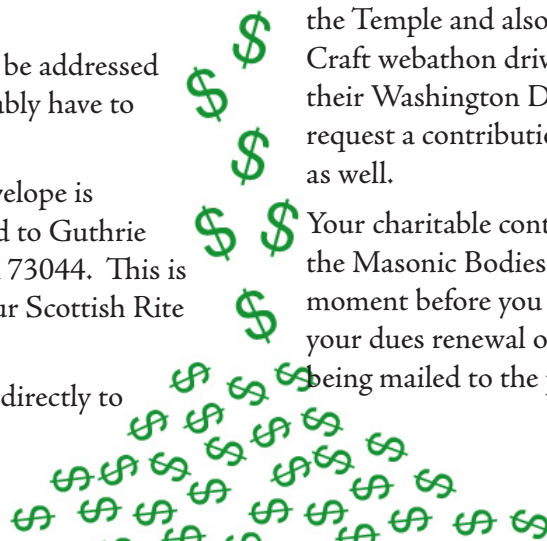 be addressed
ably have to
velope is
d to Guthrie
73044. This is
ur Scottish Rite
directly to
the Temple and also
Craft webathon driv
their Washington D
request a contributi
as well.
Your charitable cont
the Masonic Bodies
moment before you
your dues renewal o
being mailed to the